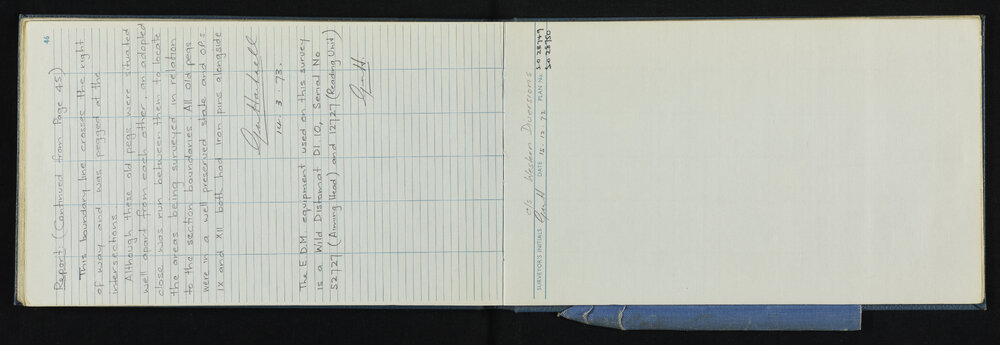 46
Report: (Continued from Page 45)
This boundary line crosses the right
of way and was pegged at the
intersections
Although these old pegs were situated
well apart from each other, an adopted
close was run between them to locate
the areas being surveyed in relation
to the section boundaries. All old pegs
were in a well preserved state and O.P.s
IX and XII both had iron pins alongside
14. 3. 73.
The E.D.M. equipment used on this survey
is a Wild Distomat DI 10, Serial No
52727 (Aiming Head) and 12727 (Reading Unit)
o/s Western Diversions
SURVEYOR'S INITIALS DATE 12. 72 PLAN No. S.O 28749
S.O 28750